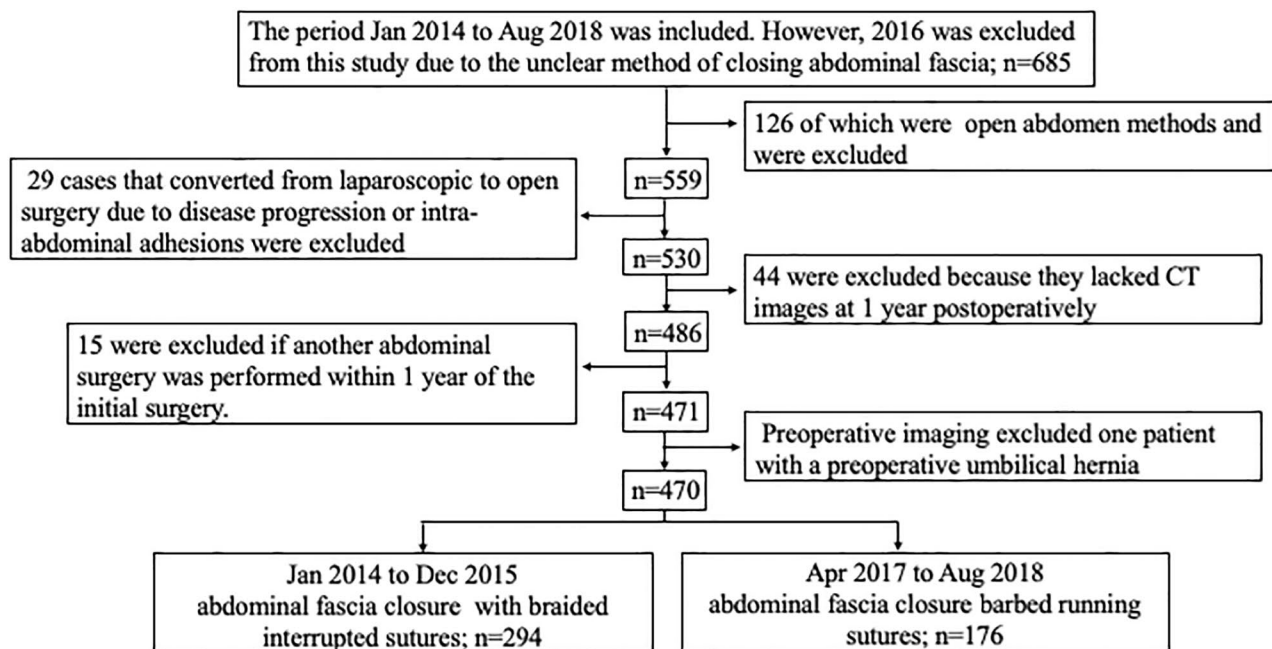 The period Jan 2014 to Aug 2018 was included. However, 2016 was excluded
from this study due to the unclear method of closing abdominal fascia; n=685
126 of which were open abdomen methods and
were excluded
n=559
29 cases that converted from laparoscopic to open
surgery due to disease progression or intra-
abdominal adhesions were excluded
n=530
44 were excluded because they lacked CT
images at 1 year postoperatively
n=486
15 were excluded if another abdominal
surgery was performed within 1 year of the
initial surgery.
n=471
Preoperative imaging excluded one patient
with a preoperative umbilical hernia
n=470
Jan 2014 to Dec 2015
abdominal fascia closure with braided
interrupted sutures; n=294
Apr 2017 to Aug 2018
abdominal fascia closure barbed running
sutures; n=176